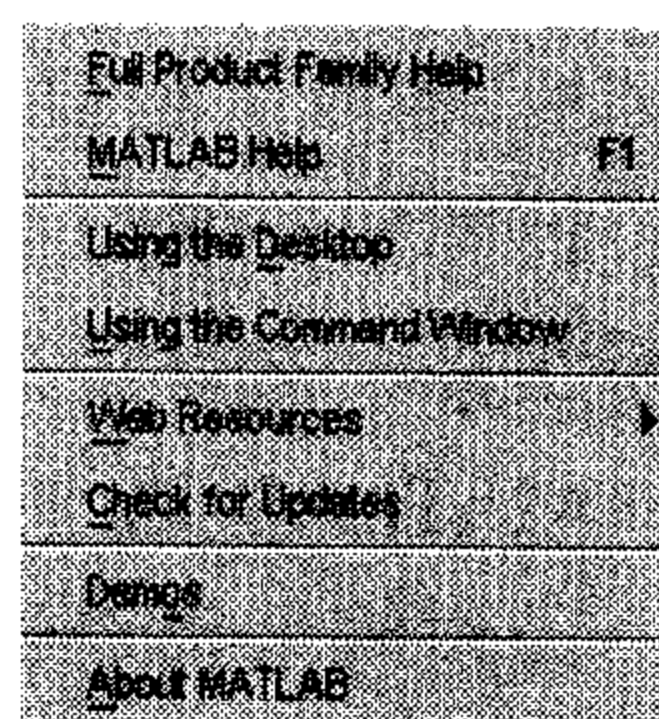 Full Product Family Help
MATLAB Help F1
Using the Desktop
Using the Command Window
Web Resources
Check for Updates
Demos
About MATLAB